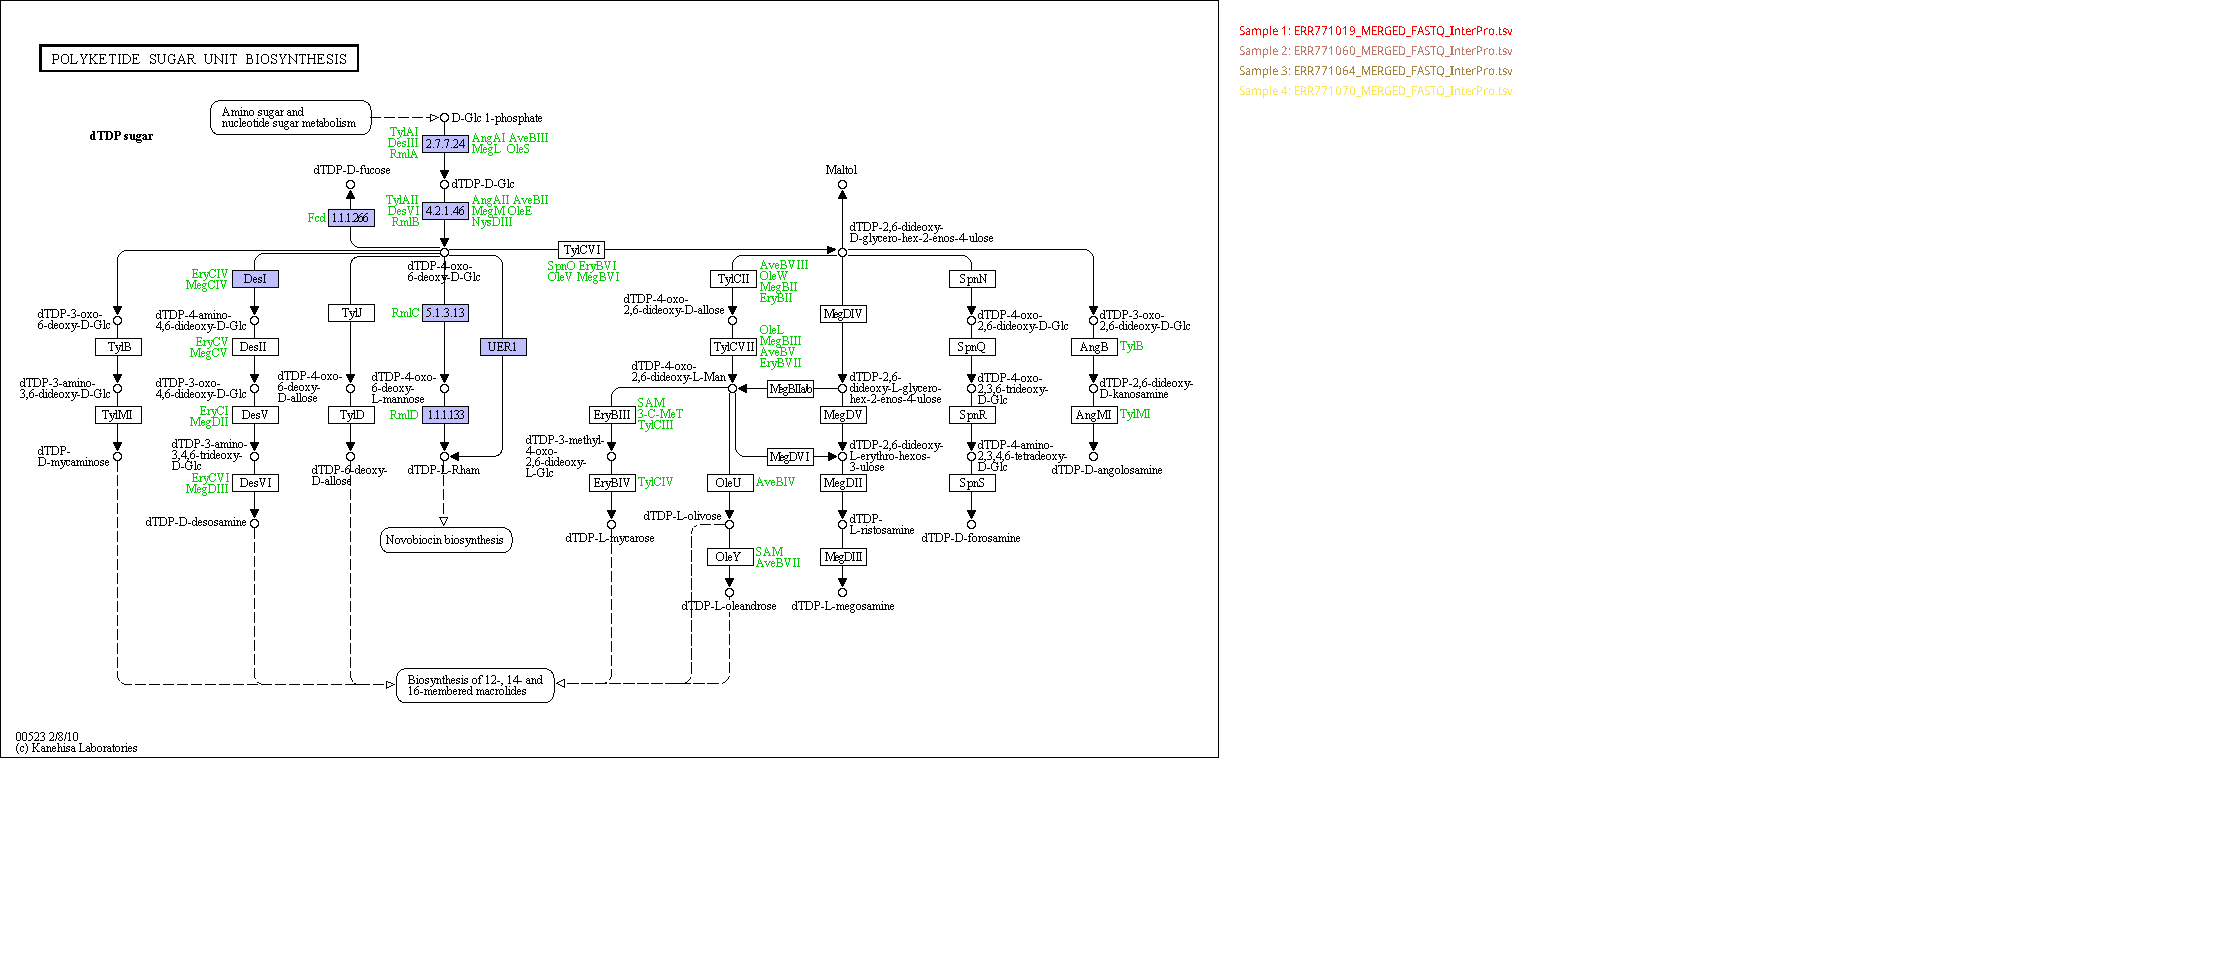 POLYKETIDE SUGAR UNIT BIOSYNTHESIS
Sample 1: ERR771019_MERGED_FASTQ_InterPro.tsv
Sample 2: ERR771060_MERGED_FASTQ_InterPro.tsv
Sample 3: ERR771064_MERGED_FASTQ_InterPro.tsv
Sample 4: ERR771070_MERGED_FASTQ_InterPro.tsv
dTDP sugar
Amino sugar and
nucleotide sugar metabolism
D-Glc 1-phosphate
TylAI
DesIII
RmlA
2.7.7.24
AngAI AveBIII
MegL OleS
dTDP-D-fucose
dTDP-D-Glc
Maltol
Fcd
1.1.1.266
TylAII
DesVI
RmlB
4.2.1.46
AngAII AveBII
MegM OleE
NysDIII
dTDP-2,6-dideoxy-
D-glycero-hex-2-enos-4-ulose
TylCVI
SpnO EryBVI
OleV MegBVI
dTDP-4-oxo-
6-deoxy-D-Glc
EryCIV
MegCIV
DesI
TylCII
AveBVIII
OleW
MegBII
EryBII
SpnN
dTDP-3-oxo-
6-deoxy-D-Glc
dTDP-4-amino-
4,6-dideoxy-D-Glc
TylJ
RmlC
5.1.3.13
dTDP-4-oxo-
2,6-dideoxy-D-allose
MegDIV
dTDP-4-oxo-
2,6-dideoxy-D-Glc
dTDP-3-oxo-
2,6-dideoxy-D-Glc
TylB
EryCV
MegCV
DesII
UER1
TylCVII
OleL
MegBIII
AveBV
EryBVII
SpnQ
AngB
TylB
dTDP-3-amino-
3,6-dideoxy-D-Glc
dTDP-3-oxo-
4,6-dideoxy-D-Glc
dTDP-4-oxo-
6-deoxy-
D-allose
dTDP-4-oxo-
6-deoxy-
L-mannose
dTDP-4-oxo-
2,6-dideoxy-L-Man
MegBIIa/b
dTDP-2,6-
dideoxy-L-glycero-
hex-2-enos-4-ulose
dTDP-4-oxo-
2,3,6-trideoxy-
D-Glc
dTDP-2,6-dideoxy-
D-kanosamine
TylMI
EryCI
MegDII
DesV
TylD
RmlD
1.1.1.133
EryBIII
SAM
3-C-MeT
TylCIII
MegDV
SpnR
AngMI
TylMI
dTDP-
D-mycaminose
dTDP-3-amino-
3,4,6-trideoxy-
D-Glc
dTDP-6-deoxy-
D-allose
dTDP-L-Rham
dTDP-3-methyl-
4-oxo-
2,6-dideoxy-
L-Glc
MegDVI
dTDP-2,6-dideoxy-
L-erythro-hexos-
3-ulose
dTDP-4-amino-
2,3,4,6-tetradeoxy-
D-Glc
dTDP-D-angolosamine
EryCVI
MegDIII
DesVI
EryBIV
TylCIV
OleU
AveBIV
MegDII
SpnS
dTDP-D-desosamine
Novobiocin biosynthesis
dTDP-L-mycarose
dTDP-L-olivose
dTDP-
L-ristosamine
dTDP-D-forosamine
OleY
SAM
AveBVII
MegDIII
dTDP-L-oleandrose
dTDP-L-megosamine
Biosynthesis of 12-, 14- and
16-membered macrolides
00523 2/8/10
(c) Kanehisa Laboratories